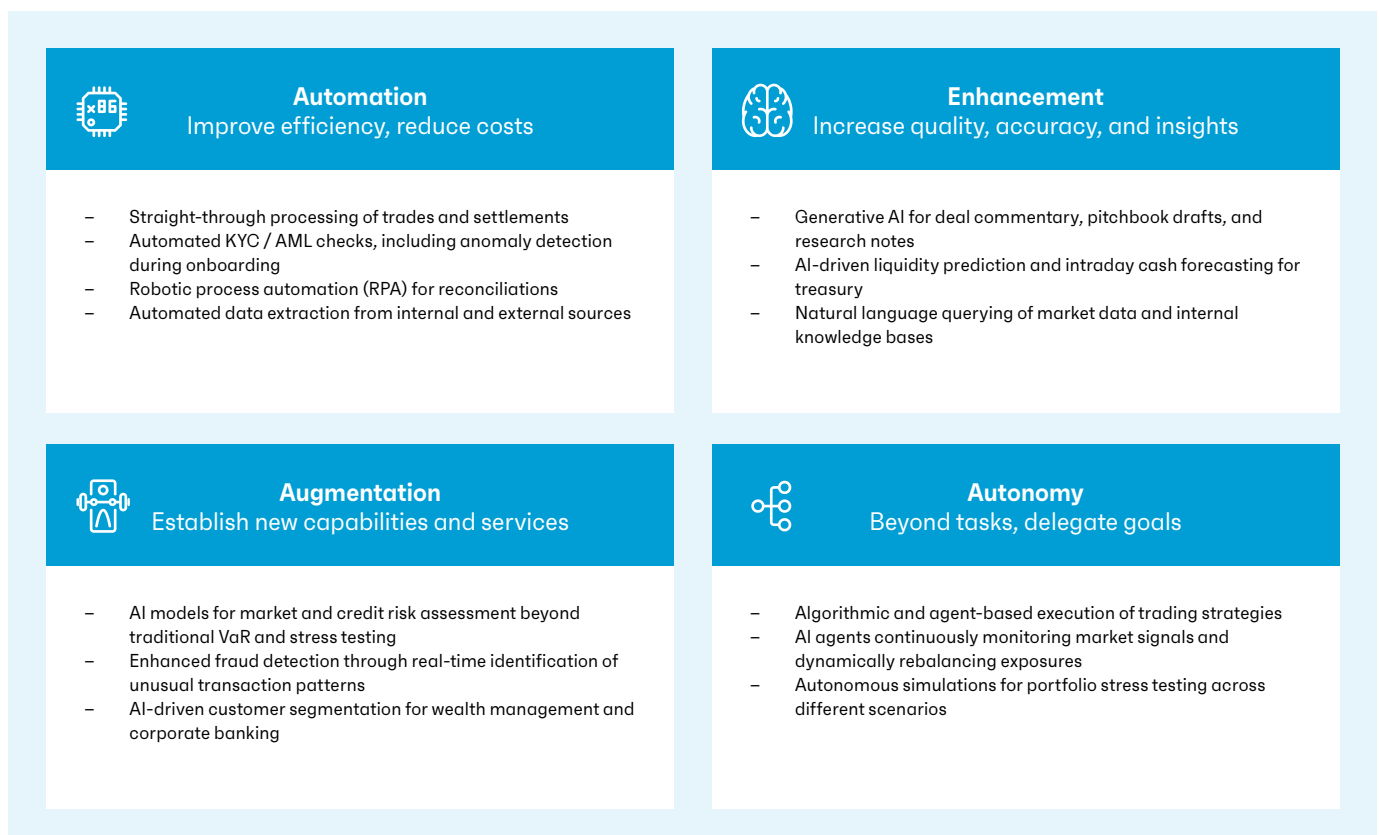 x86
Automation
Improve efficiency, reduce costs
– Straight-through processing of trades and settlements
– Automated KYC / AML checks, including anomaly detection
during onboarding
– Robotic process automation (RPA) for reconciliations
– Automated data extraction from internal and external sources
Enhancement
Increase quality, accuracy, and insights
– Generative AI for deal commentary, pitchbook drafts, and
research notes
– AI-driven liquidity prediction and intraday cash forecasting for
treasury
– Natural language querying of market data and internal
knowledge bases
Augmentation
Establish new capabilities and services
– AI models for market and credit risk assessment beyond
traditional VaR and stress testing
– Enhanced fraud detection through real-time identification of
unusual transaction patterns
– AI-driven customer segmentation for wealth management and
corporate banking
Autonomy
Beyond tasks, delegate goals
– Algorithmic and agent-based execution of trading strategies
– AI agents continuously monitoring market signals and
dynamically rebalancing exposures
– Autonomous simulations for portfolio stress testing across
different scenarios